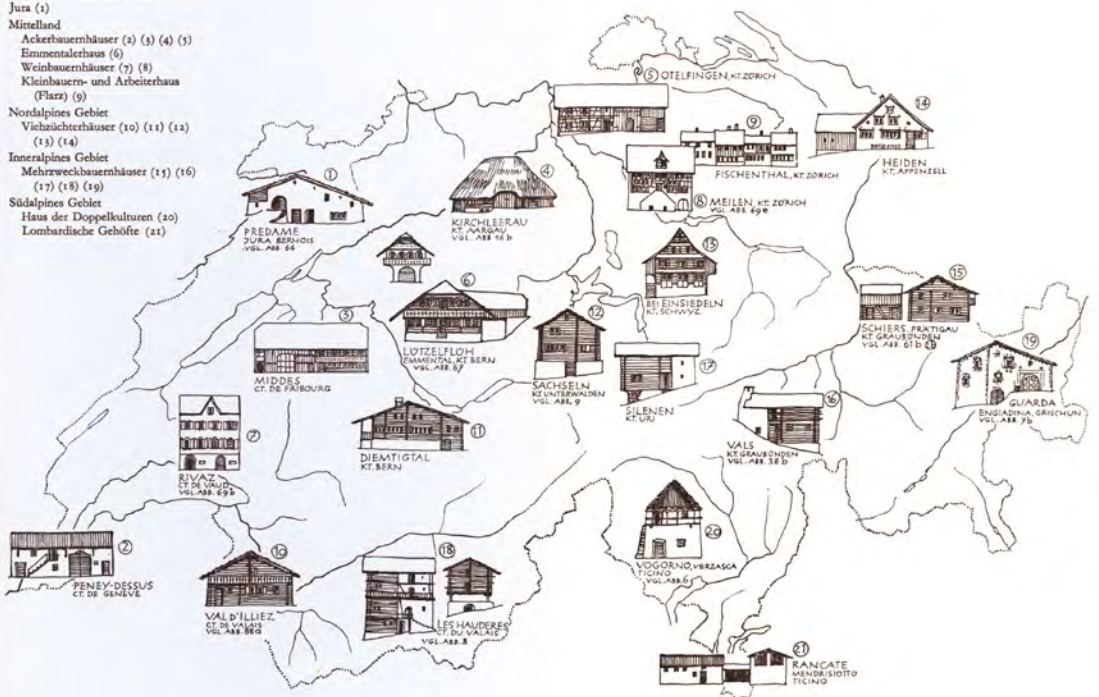 Jura (1)
Mittelland
Ackerbauernhäuser (2) (3) (4) (5)
Emmentalerhaus (6)
Weinbauernhäuser (7) (8)
Kleinbauern- und Arbeiterhaus
(Flarz) (9)
Nordalpines Gebiet
Viehzüchterhäuser (10) (11) (12)
(13) (14)
Inneralpines Gebiet
Mehrzweckbauernhäuser (15) (16)
(17) (18) (19)
Südalpines Gebiet
Haus der Doppelkulturen (20)
Lombardische Gehöfte (21)
5 OTELFINGEN, KT. ZÜRICH
14
HEIDEN
KT. APPENZELL
9
FISCHENTHAL, KT. ZÜRICH
8 MEILEN, KT. ZÜRICH
VGL. ABB. 69 e
4
KIRCHLEERAU
KT. AARGAU
VGL. ABB 16 b
1
PREDAME
JURA BERNOIS
VGL. ABB. 64
13
BEI EINSIEDELN
KT. SCHWYZ
6
LÜTZELFLÜH
EMMENTAL, KT. BERN
VGL. ABB. 67
3
MIDDES
CT. DE FRIBOURG
12
SACHSELN
KT UNTERWALDEN
VGL. ABB. 9
17
SILENEN
KT. URI
15
SCHIERS, PRÄTIGAU
KT. GRAUBÜNDEN
VGL. ABB. 61 b
19
GUARDA
ENGIADINA, GRISCHUN
VGL. ABB. 7 b
16
VALS
KT. GRAUBÜNDEN
VGL. ABB. 38 b
11
DIEMTIGTAL
KT. BERN
7
RIVAZ
CT. DE VAUD
VGL. ABB. 69 b
2
PENEY-DESSUS
CT. DE GENÈVE
10
VAL D'ILLIEZ
CT. DE VALAIS
VGL. ABB. 88 a
18
LES HAUDÈRES
CT. DU VALAIS
VGL. ABB. 8
20
VOGORNO, VERZASCA
TICINO
VGL. ABB. 6
21
RANCATE
MENDRISIOTTO
TICINO